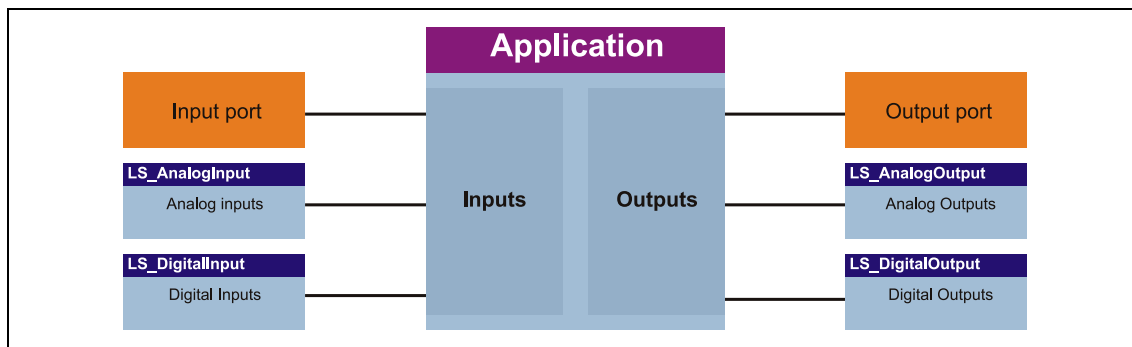 Application
Input port
Output port
LS_AnalogInput
LS_AnalogOutput
Analog inputs
Inputs
Outputs
Analog Outputs
LS_DigitalInput
LS_DigitalOutput
Digital Inputs
Digital Outputs